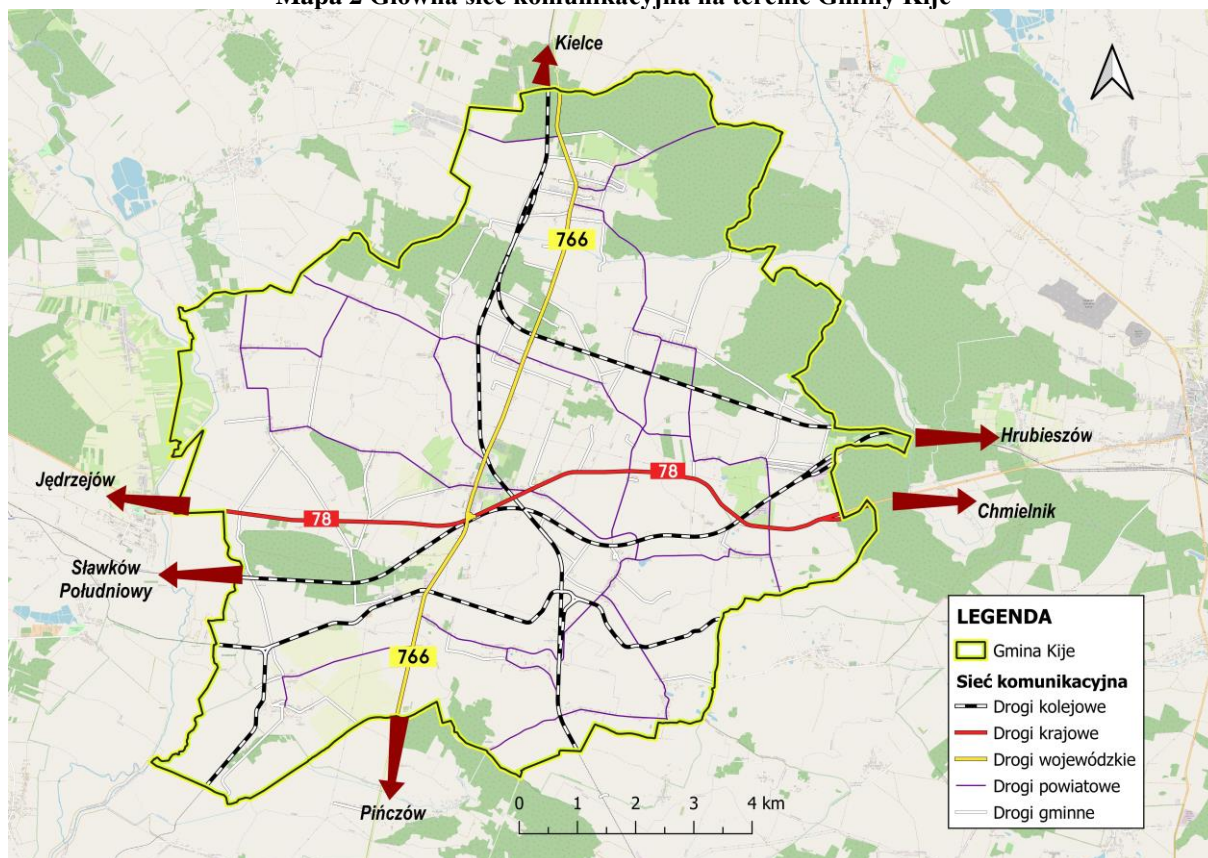 Mapa 2 Główna sieć komunikacyjna na terenie Gminy Kije
Kielce
766
Hrubieszów
78
Jędrzejów
78
Chmielnik
Sławków
Południowy
766
Pińczów
0 1 2 4 km
LEGENDA
Gmina Kije
Sieć komunikacyjna
Drogi kolejowe
Drogi krajowe
Drogi wojewódzkie
Drogi powiatowe
Drogi gminne